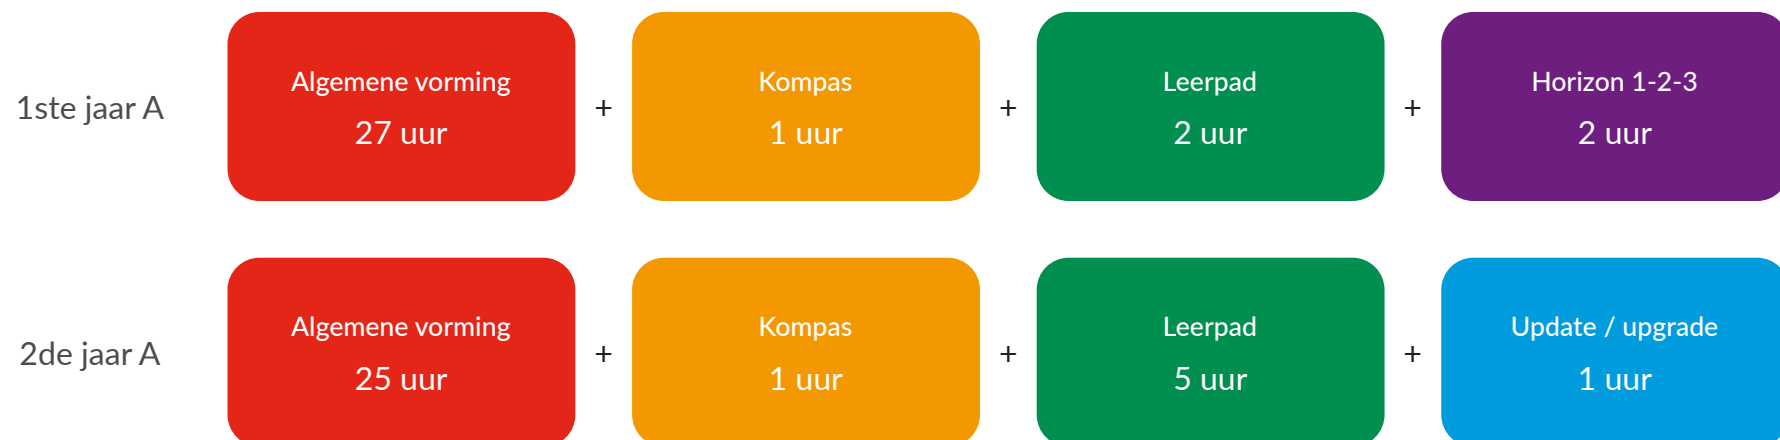 1ste jaar A
Algemene vorming
27 uur
+
Kompas
1 uur
+
Leerpad
2 uur
+
Horizon 1-2-3
2 uur
2de jaar A
Algemene vorming
25 uur
+
Kompas
1 uur
+
Leerpad
5 uur
+
Update / upgrade
1 uur